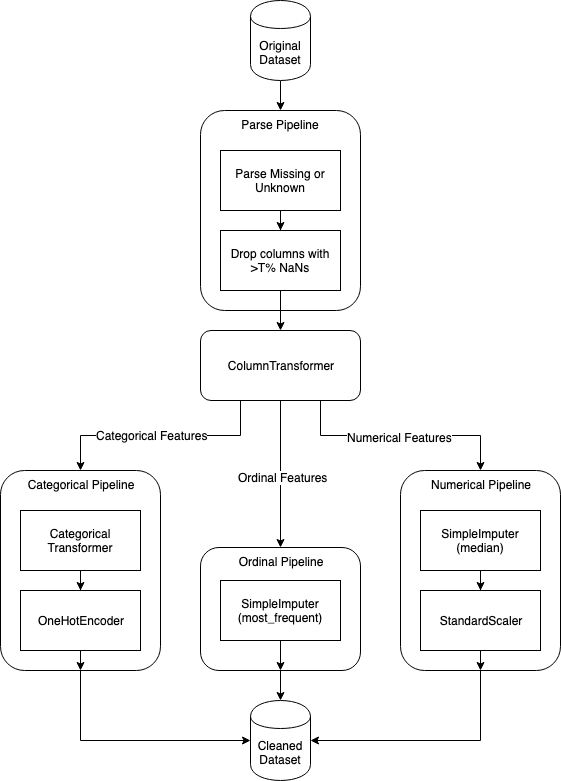 Original
Dataset
Parse Pipeline
Parse Missing or
Unknown
Drop columns with
>T% NaNs
ColumnTransformer
Categorical Features
Numerical Features
Ordinal Features
Categorical Pipeline
Categorical
Transformer
OneHotEncoder
Ordinal Pipeline
SimpleImputer
(most_frequent)
Numerical Pipeline
SimpleImputer
(median)
StandardScaler
Cleaned
Dataset